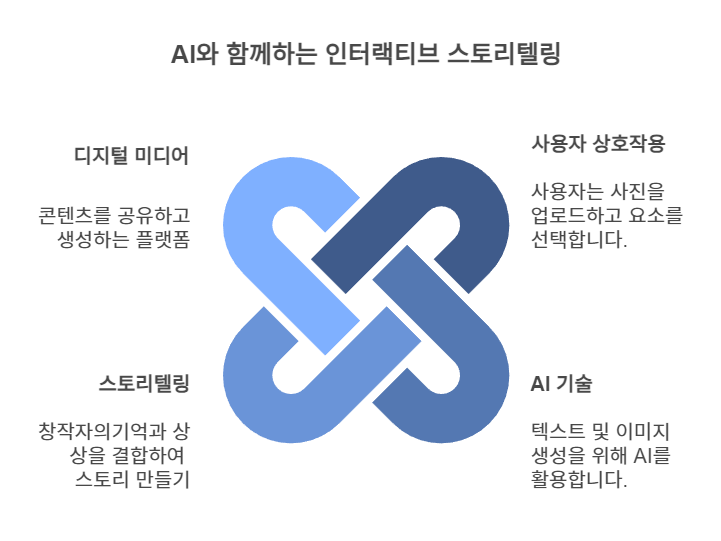 AI와 함께하는 인터랙티브 스토리텔링
디지털 미디어
콘텐츠를 공유하고
생성하는 플랫폼
사용자 상호작용
사용자는 사진을
업로드하고 요소를
선택합니다.
스토리텔링
창작자의기억과 상
상을 결합하여
스토리 만들기
AI 기술
텍스트 및 이미지
생성을 위해 AI를
활용합니다.